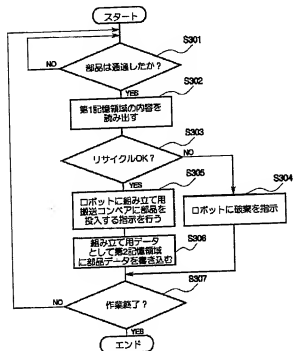 スタート
S301
部品は通過したか？
NO
S302
YES
第1記憶領域の内容を
読み出す
S303
リサイクルOK？
NO
YES
S305
S304
ロボットに組み立て用
搬送コンベアに部品を
投入する指示を行う
ロボットに破棄を指示
S306
組み立て用データ
として第2記憶領域
に部品データを書き込む
S307
NO
作業終了？
YES
エンド